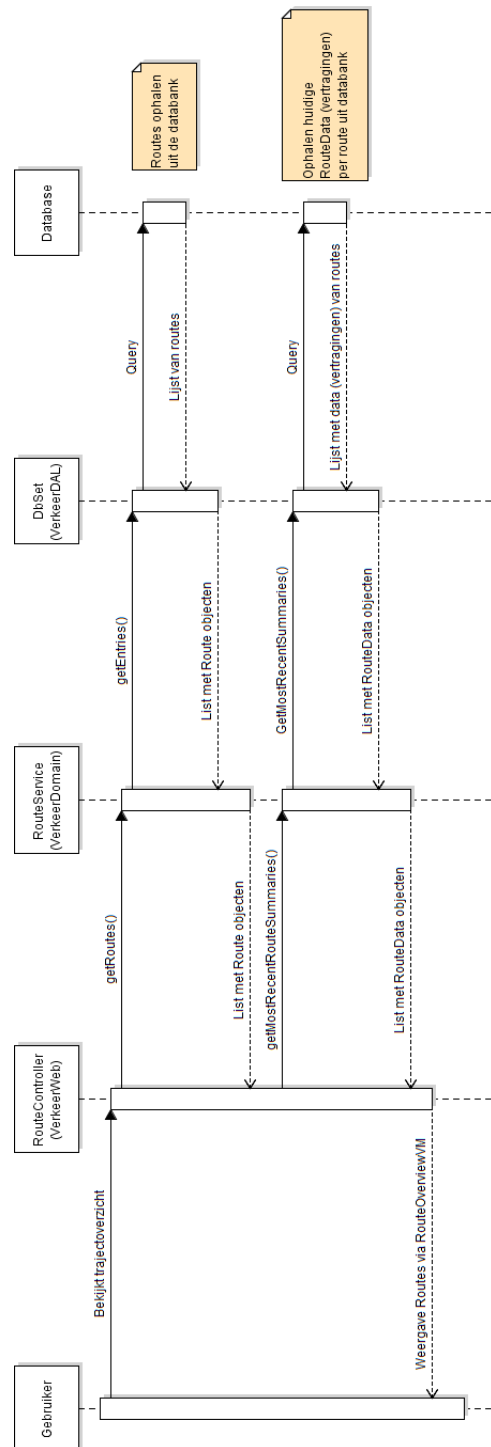 Gebruiker
RouteController
(VerkeerWeb)
RouteService
(VerkeerDomain)
DbSet
(VerkeerDAL)
Database
Bekijkt trajectoverzicht
getRoutes()
getEntries()
Query
Routes ophalen
uit de databank
Lijst van routes
List met Route objecten
List met Route objecten
getMostRecentRouteSummaries()
GetMostRecentSummaries()
Query
Ophalen huidige
RouteData (vertragingen)
per route uit databank
Lijst met data (vertragingen) van routes
List met RouteData objecten
List met RouteData objecten
Weergave Routes via RouteOverviewVM